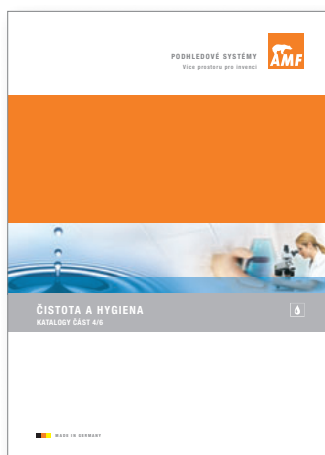 PODHLEDOVÉ SYSTÉMY
Více prostoru pro invenci
AMF
ČISTOTA A HYGIENA
KATALOGY ČÁST 4/6
MADE IN GERMANY